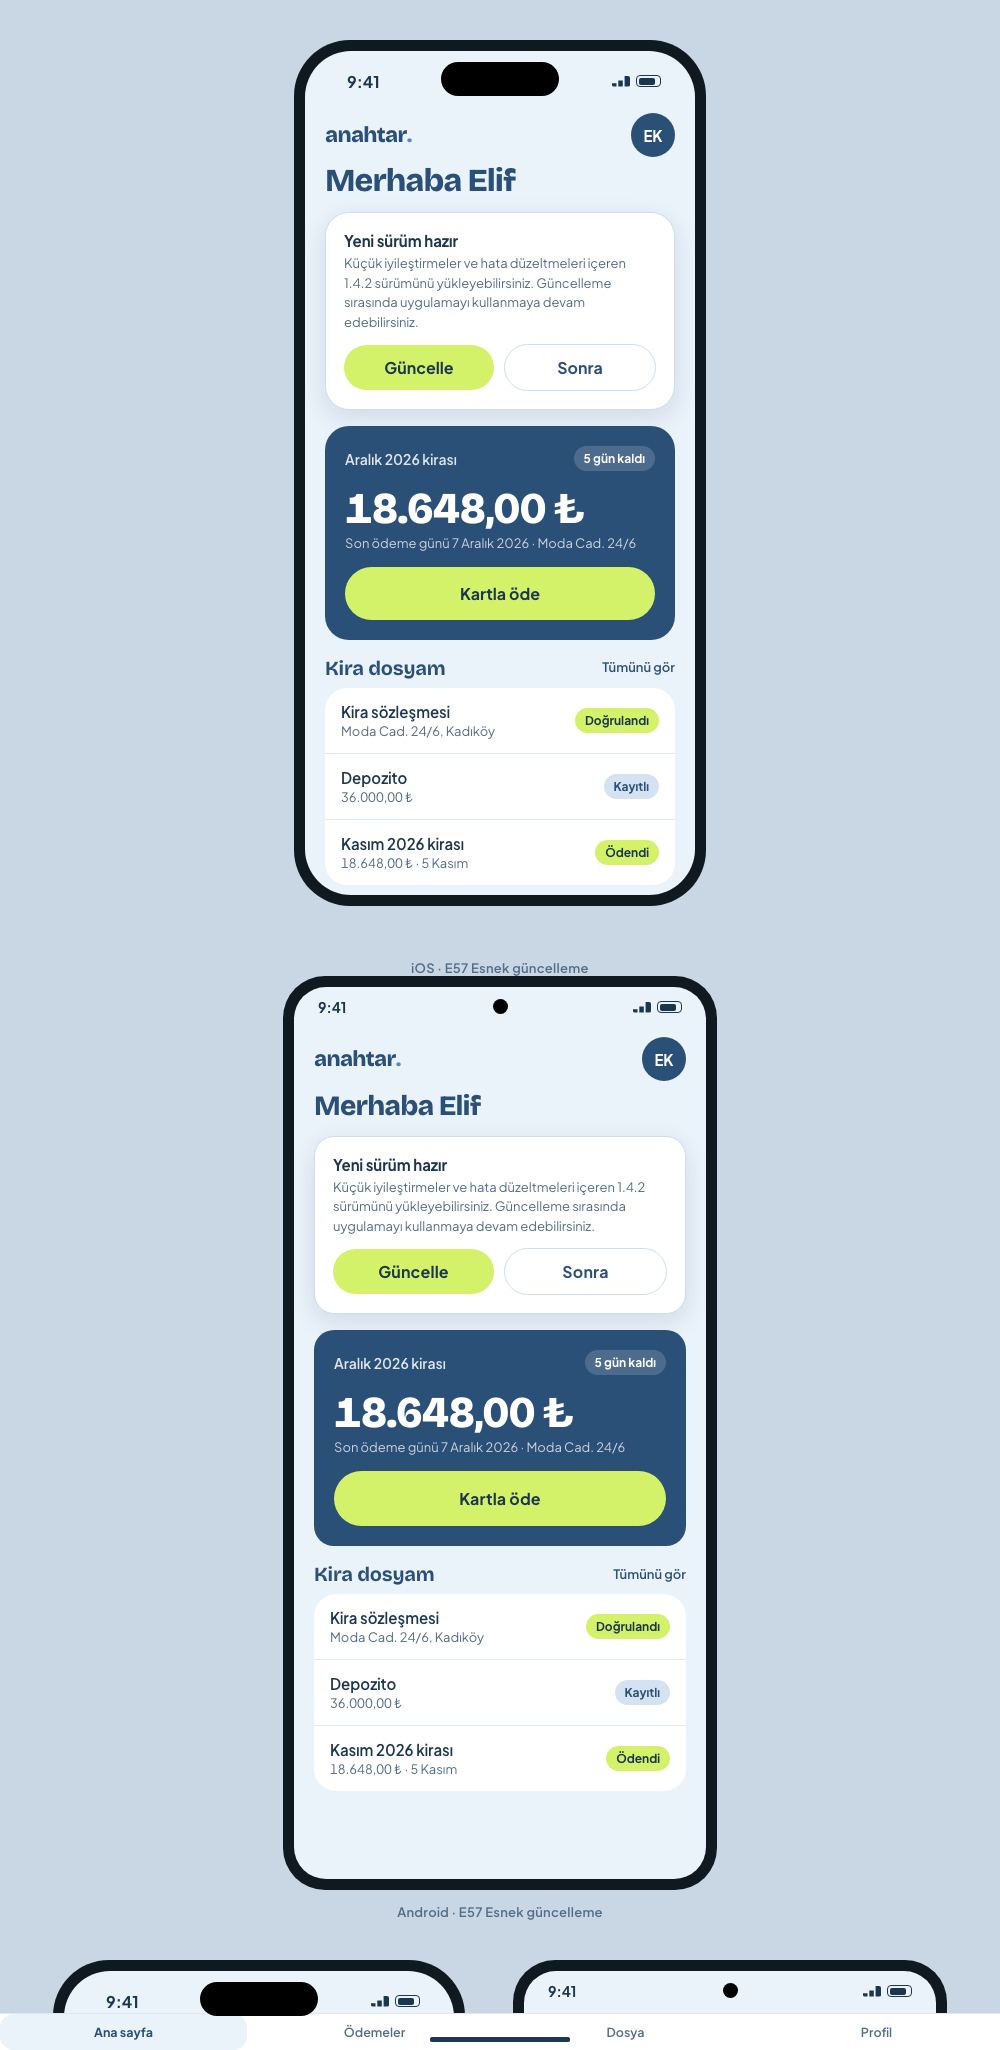 9:41
anahtar.
EK
Merhaba Elif
Yeni sürüm hazır
Küçük iyileştirmeler ve hata düzeltmeleri içeren
1.4.2 sürümünü yükleyebilirsiniz. Güncelleme
sırasında uygulamayı kullanmaya devam
edebilirsiniz.
Güncelle
Sonra
Aralık 2026 kirası
5 gün kaldı
18.648,00 ₺
Son ödeme günü 7 Aralık 2026 · Moda Cad. 24/6
Kartla öde
Kira dosyam
Tümünü gör
Kira sözleşmesi
Moda Cad. 24/6, Kadıköy
Doğrulandı
Depozito
36.000,00 ₺
Kayıtlı
Kasım 2026 kirası
18.648,00 ₺ · 5 Kasım
Ödendi
iOS · E57 Esnek güncelleme
9:41
anahtar.
EK
Merhaba Elif
Yeni sürüm hazır
Küçük iyileştirmeler ve hata düzeltmeleri içeren 1.4.2
sürümünü yükleyebilirsiniz. Güncelleme sırasında
uygulamayı kullanmaya devam edebilirsiniz.
Güncelle
Sonra
Aralık 2026 kirası
5 gün kaldı
18.648,00 ₺
Son ödeme günü 7 Aralık 2026 · Moda Cad. 24/6
Kartla öde
Kira dosyam
Tümünü gör
Kira sözleşmesi
Moda Cad. 24/6, Kadıköy
Doğrulandı
Depozito
36.000,00 ₺
Kayıtlı
Kasım 2026 kirası
18.648,00 ₺ · 5 Kasım
Ödendi
Android · E57 Esnek güncelleme
9:41
9:41
Ana sayfa
Ödemeler
Dosya
Profil